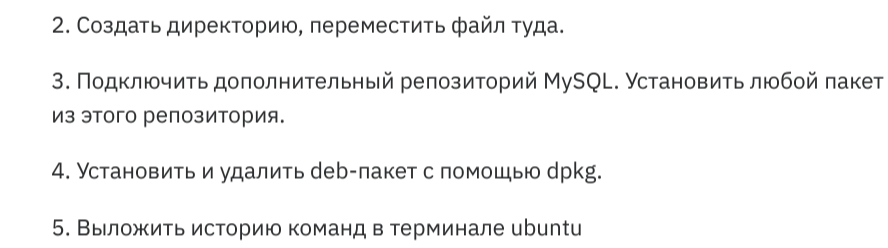 2. Создать директорию, переместить файл туда.
3. Подключить дополнительный репозиторий MySQL. Установить любой пакет
из этого репозитория.
4. Установить и удалить deb-пакет с помощью dpkg.
5. Выложить историю команд в терминале ubuntu